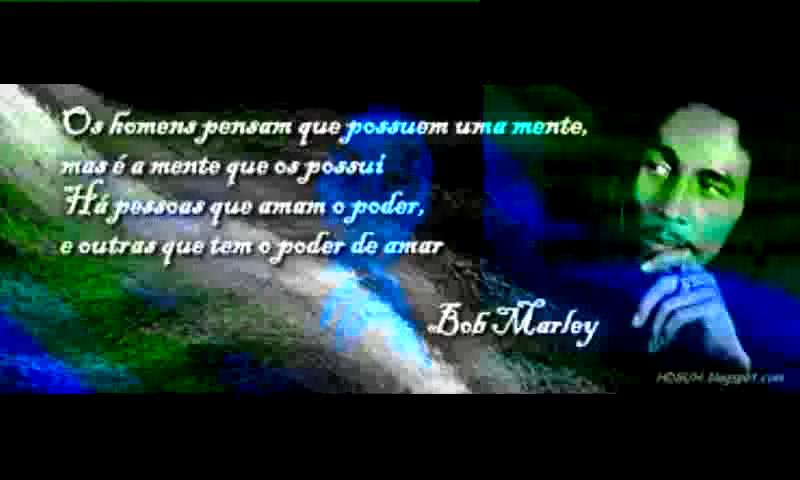 Os homens pensam que possuem uma mente,
mas é a mente que os possui
Há pessoas que amam o poder,
e outras que tem o poder de amar
Bob Marley